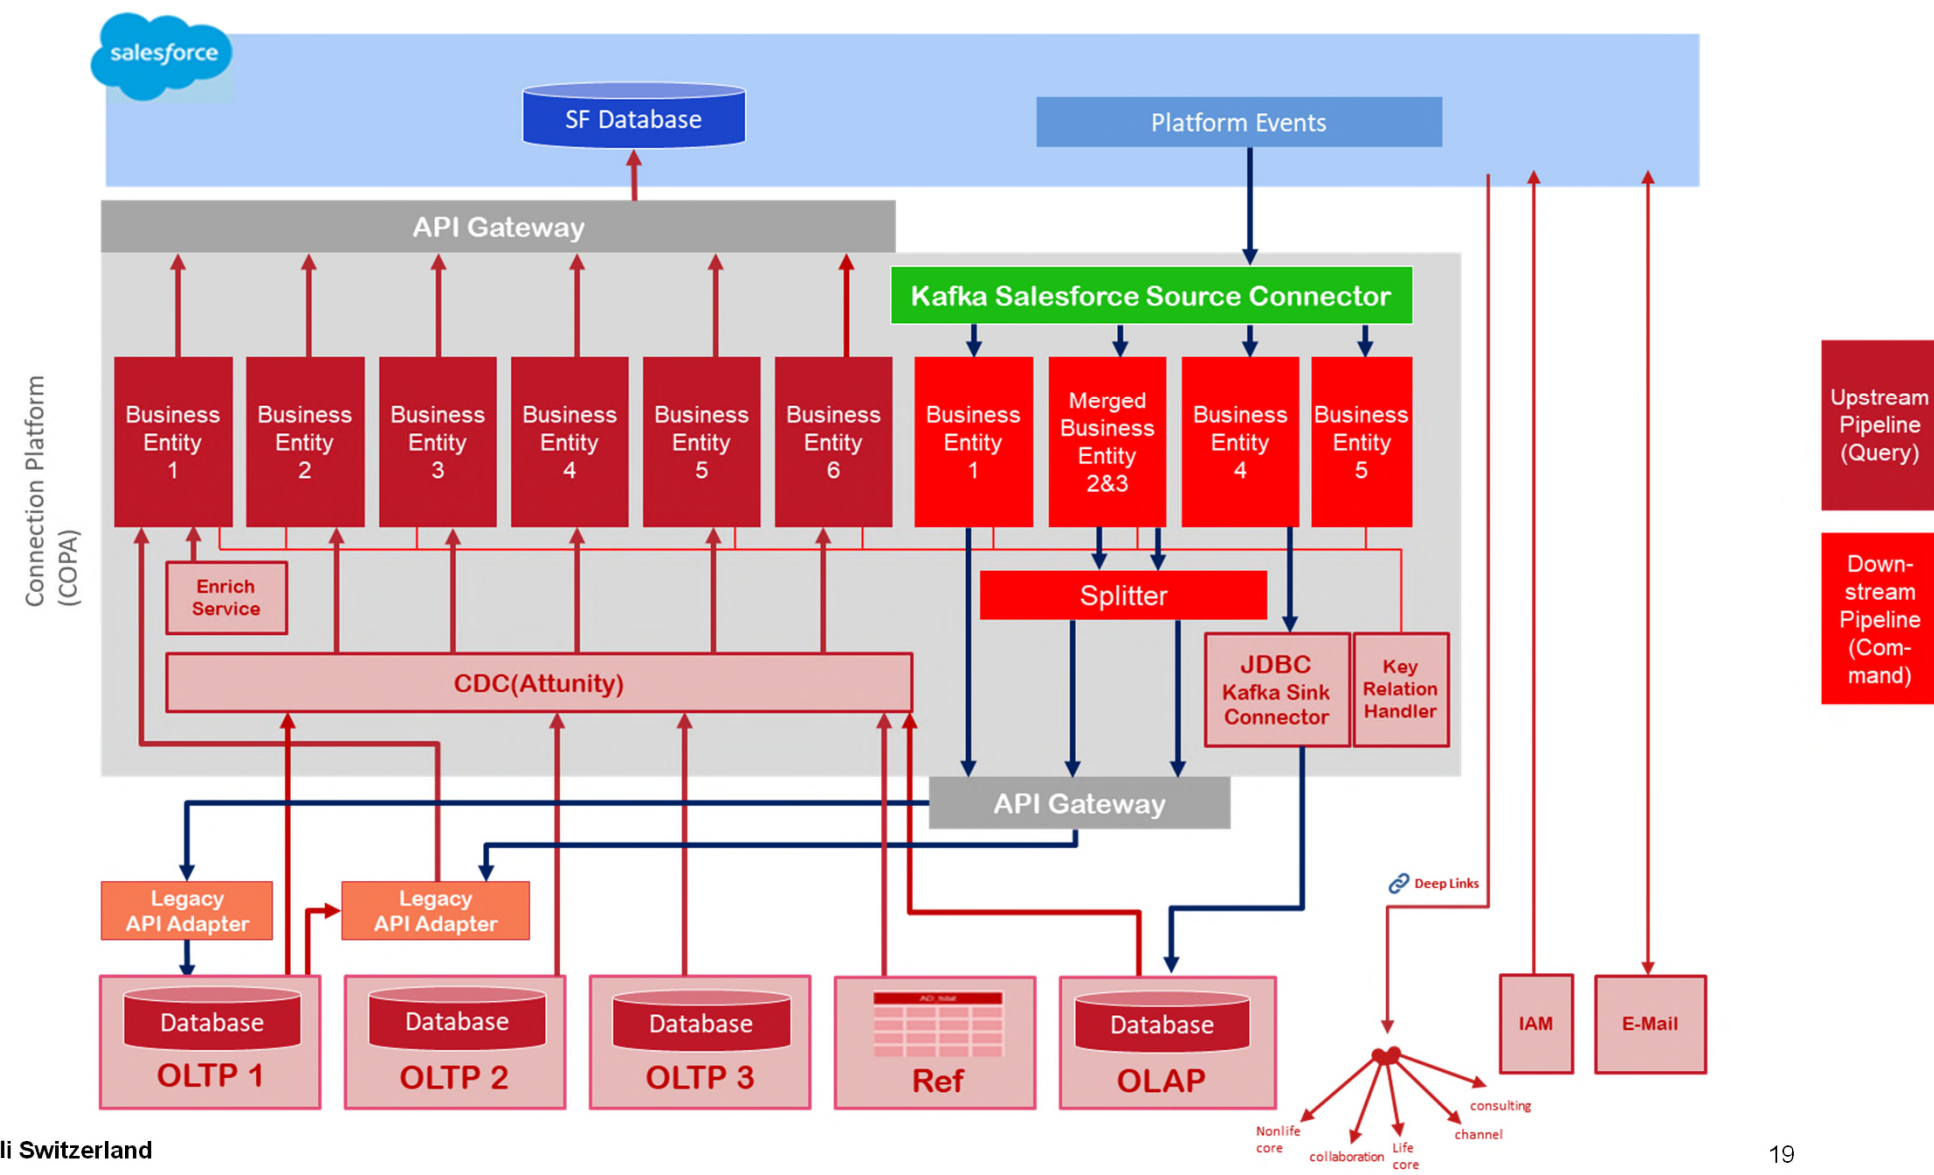 salesforce
SF Database
Platform Events
API Gateway
Kafka Salesforce Source Connector
Connection Platform
(COPA)
Business
Entity
1
Business
Entity
2
Business
Entity
3
Business
Entity
4
Business
Entity
5
Business
Entity
6
Business
Entity
1
Merged
Business
Entity
2&3
Business
Entity
4
Business
Entity
5
Upstream
Pipeline
(Query)
Down-
stream
Pipeline
(Com-
mand)
Enrich
Service
Splitter
CDC(Attunity)
JDBC
Kafka Sink
Connector
Key
Relation
Handler
API Gateway
Legacy
API Adapter
Legacy
API Adapter
Deep Links
Database
OLTP 1
Database
OLTP 2
Database
OLTP 3
Ref
Database
OLAP
IAM
E-Mail
Nonlife
core
collaboration
Life
core
channel
consulting
li Switzerland
19